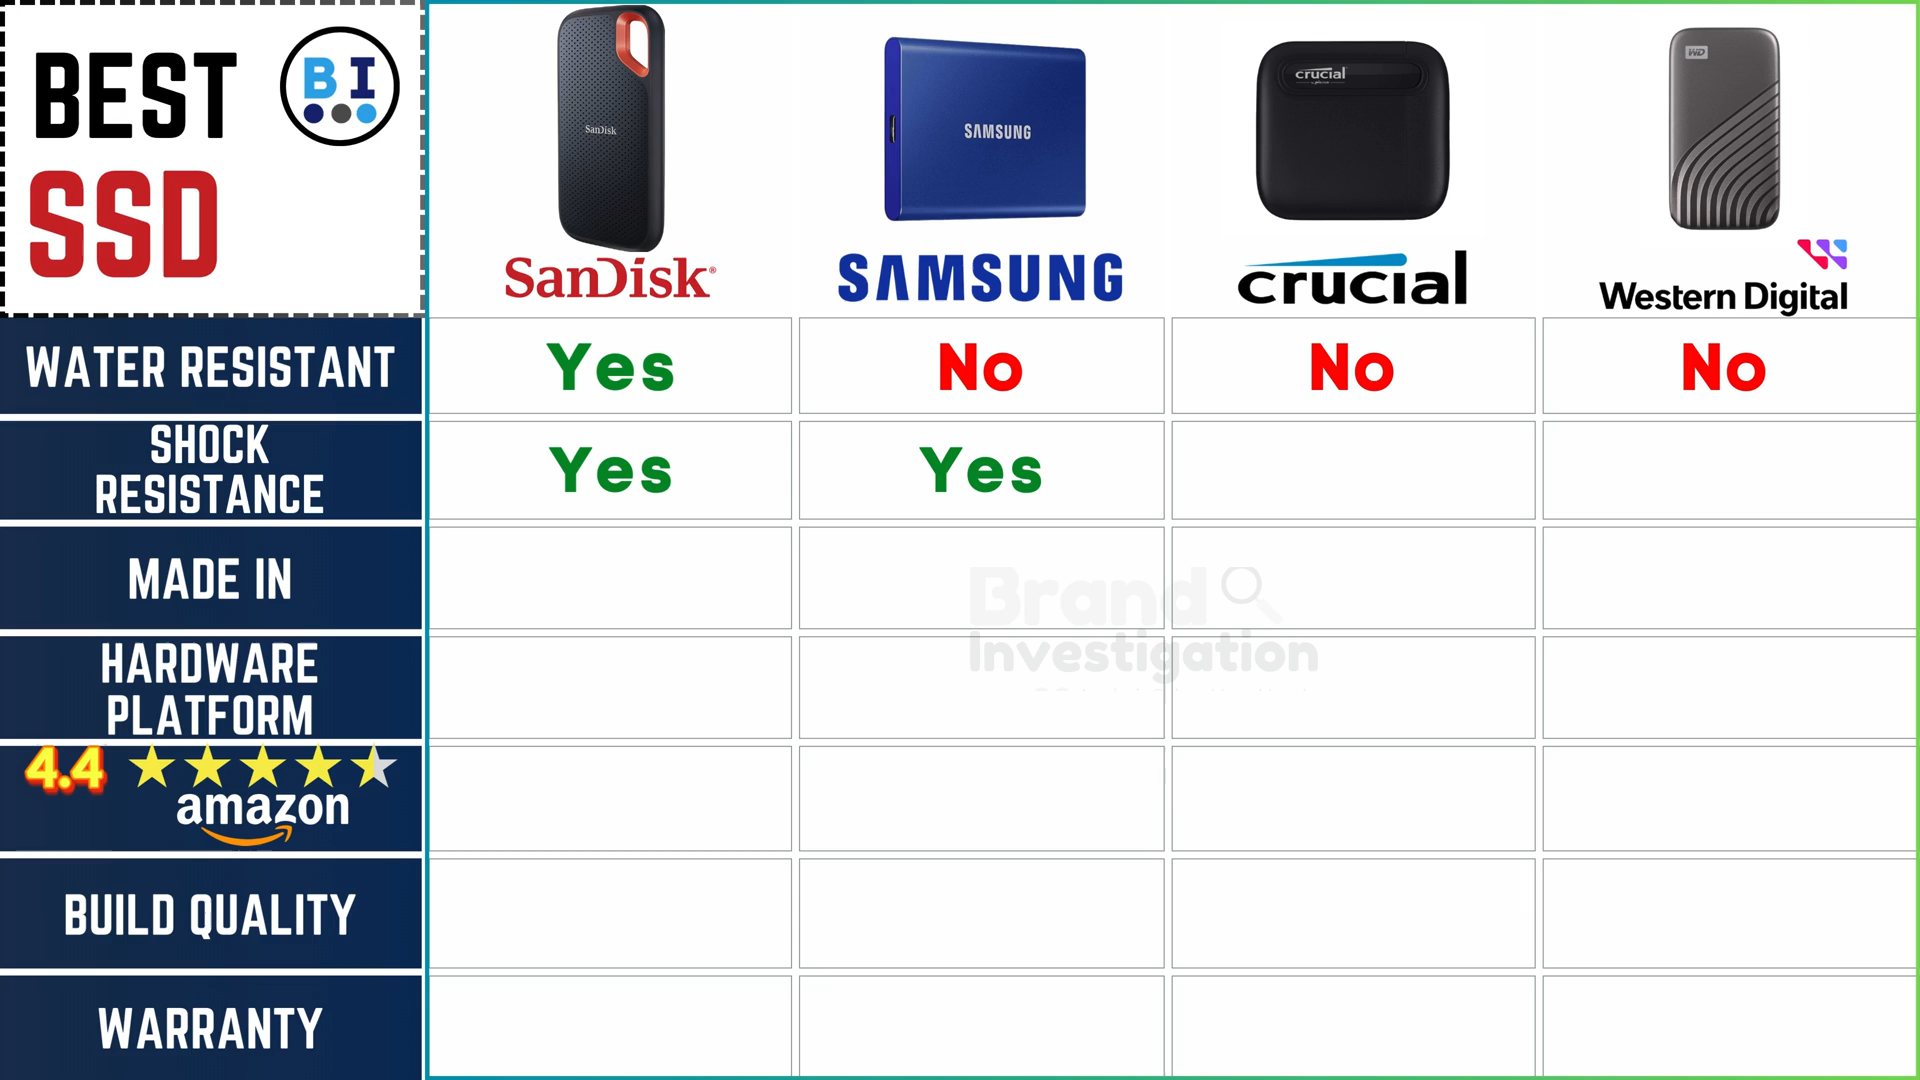 BEST
B I
SSD
SanDisk
SAMSUNG
crucial
WD
SanDisk
SAMSUNG
crucial
Western Digital
WATER RESISTANT
Yes
No
No
No
SHOCK
RESISTANCE
Yes
Yes
MADE IN
Brand
Investigation
HARDWARE
PLATFORM
4.4
amazon
BUILD QUALITY
WARRANTY